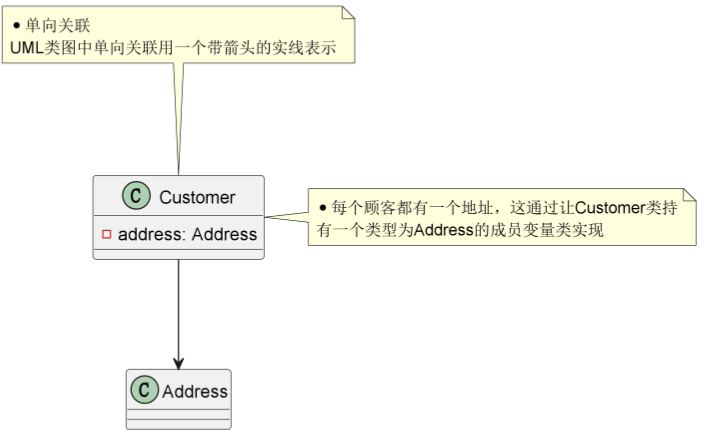 ● 单向关联
UML类图中单向关联用一个带箭头的实线表示
C Customer
address: Address
● 每个顾客都有一个地址，这通过让Customer类持
有一个类型为Address的成员变量类实现
C Address